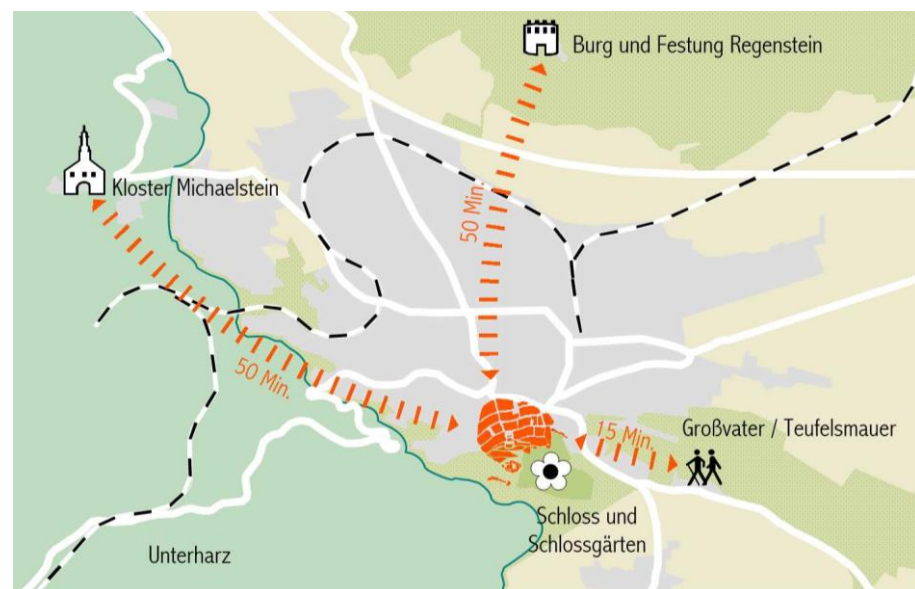 Burg und Festung Regenstein
Kloster Michaelstein
50 Min.
50 Min.
15 Min.
Großvater / Teufelsmauer
Schloss und
Schlossgärten
Unterharz